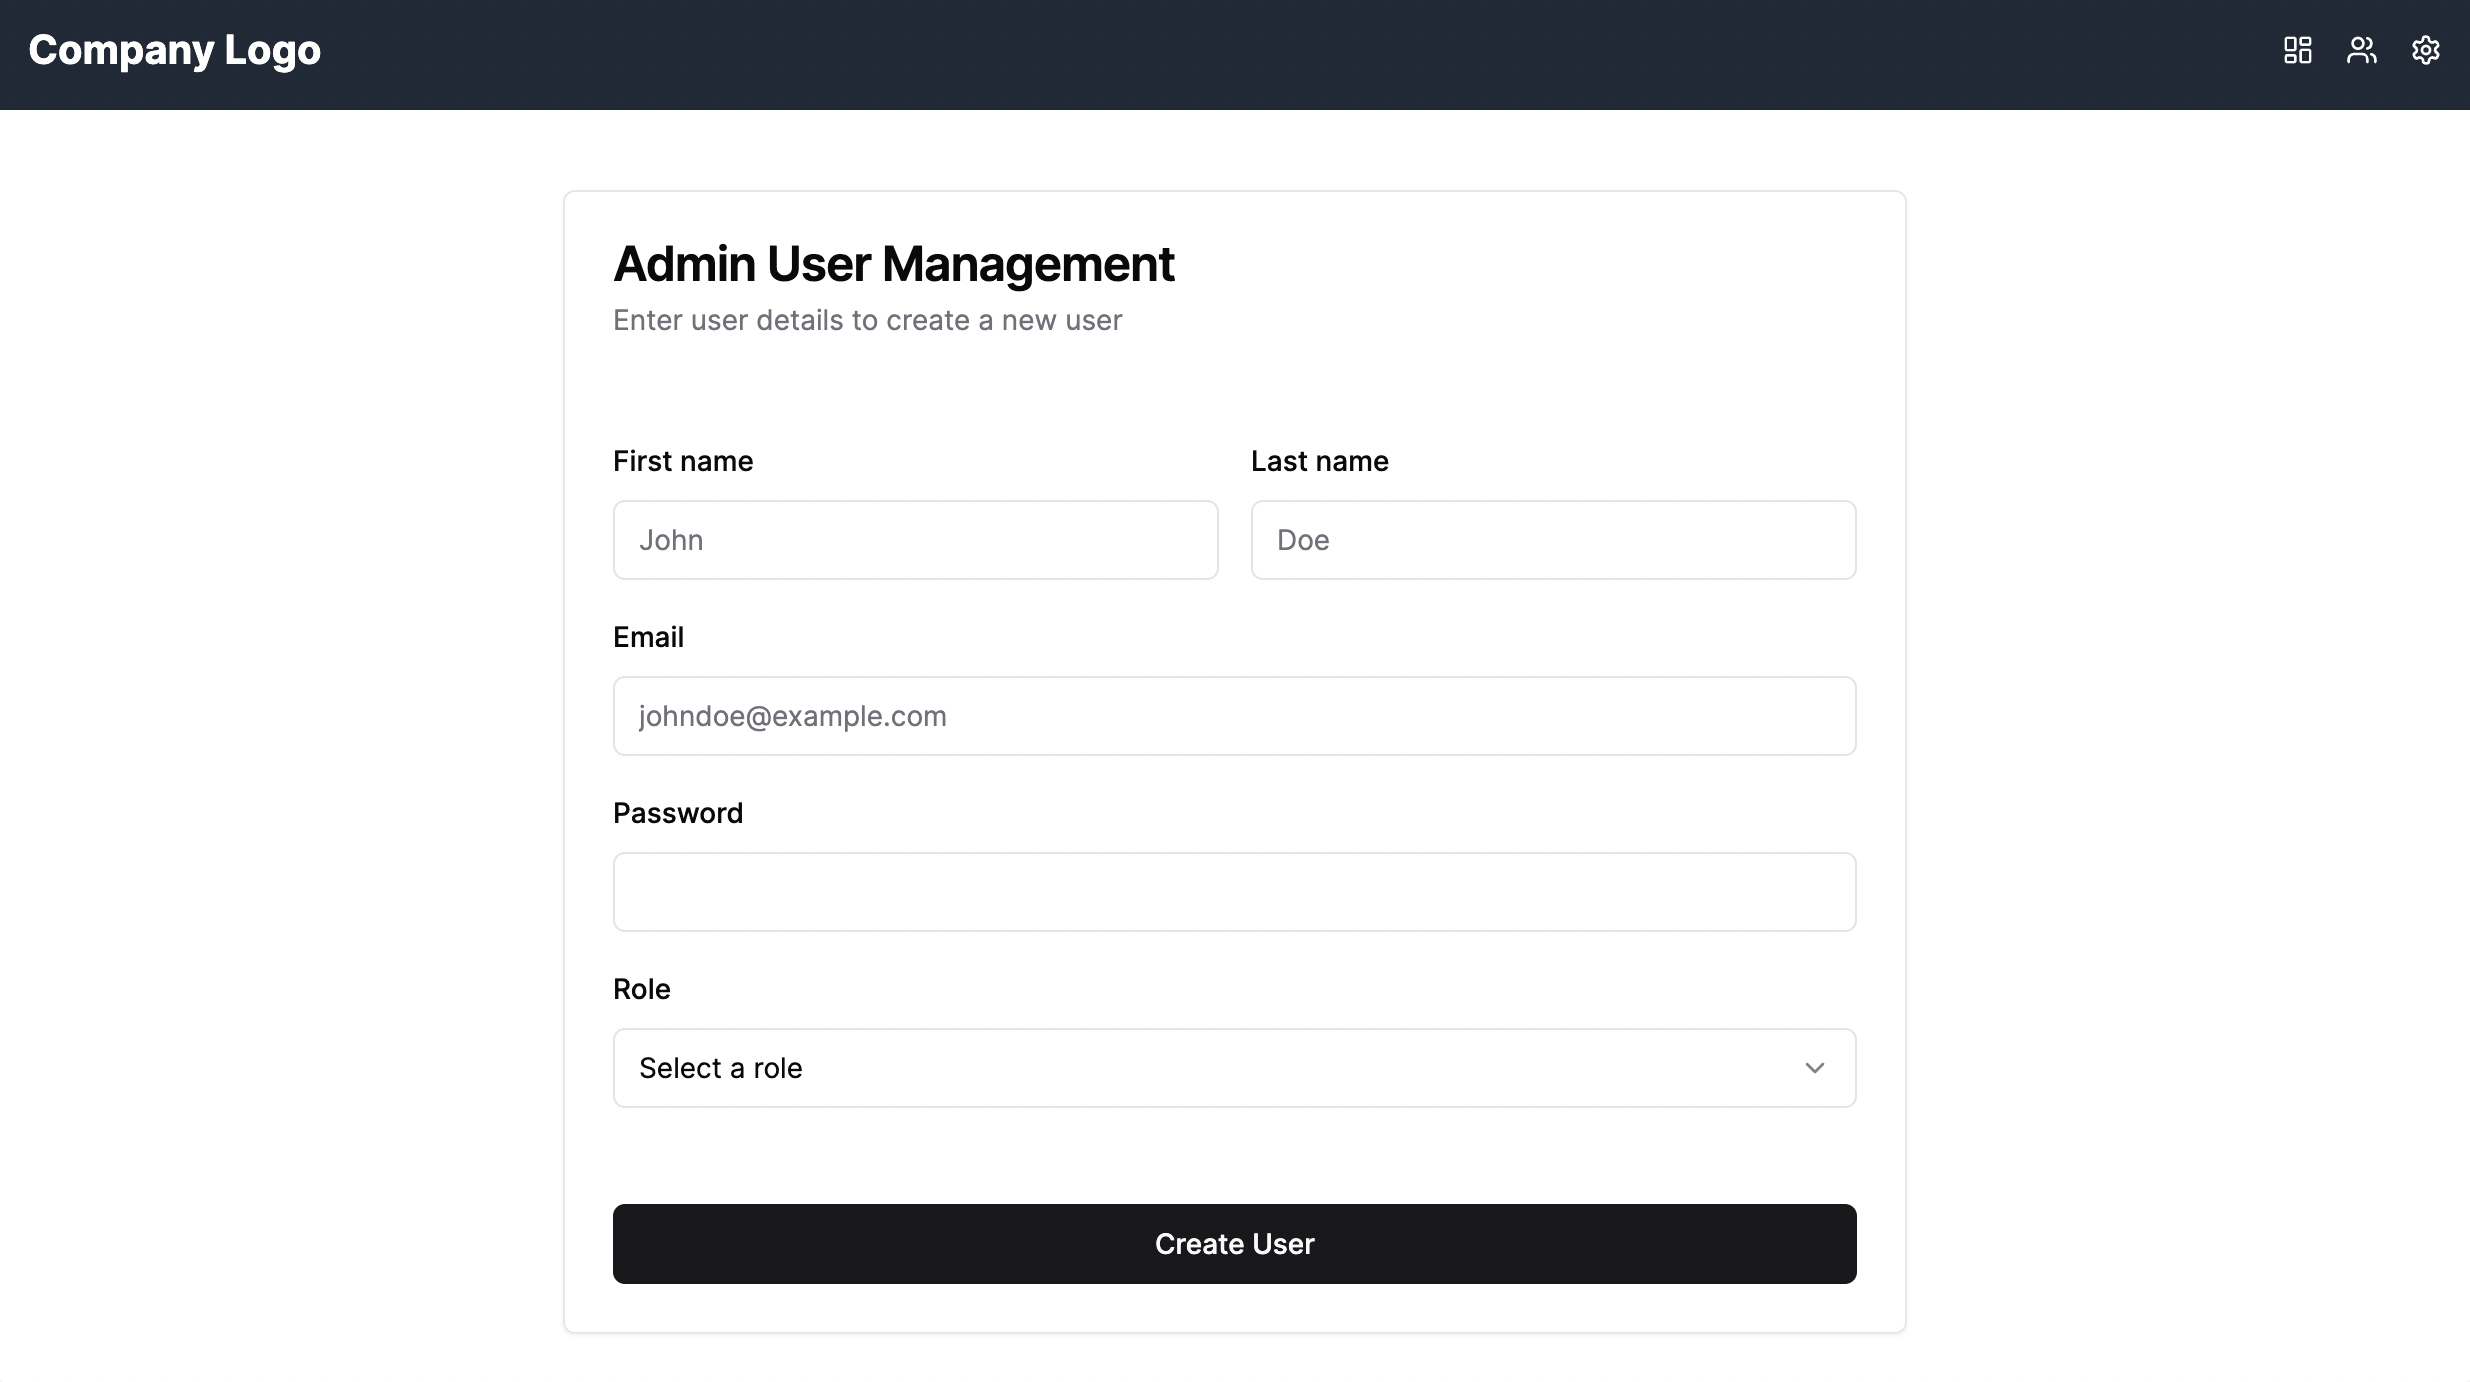 Company Logo
Admin User Management
Enter user details to create a new user
First name
Last name
John
Doe
Email
johndoe@example.com
Password
Role
Select a role
Create User